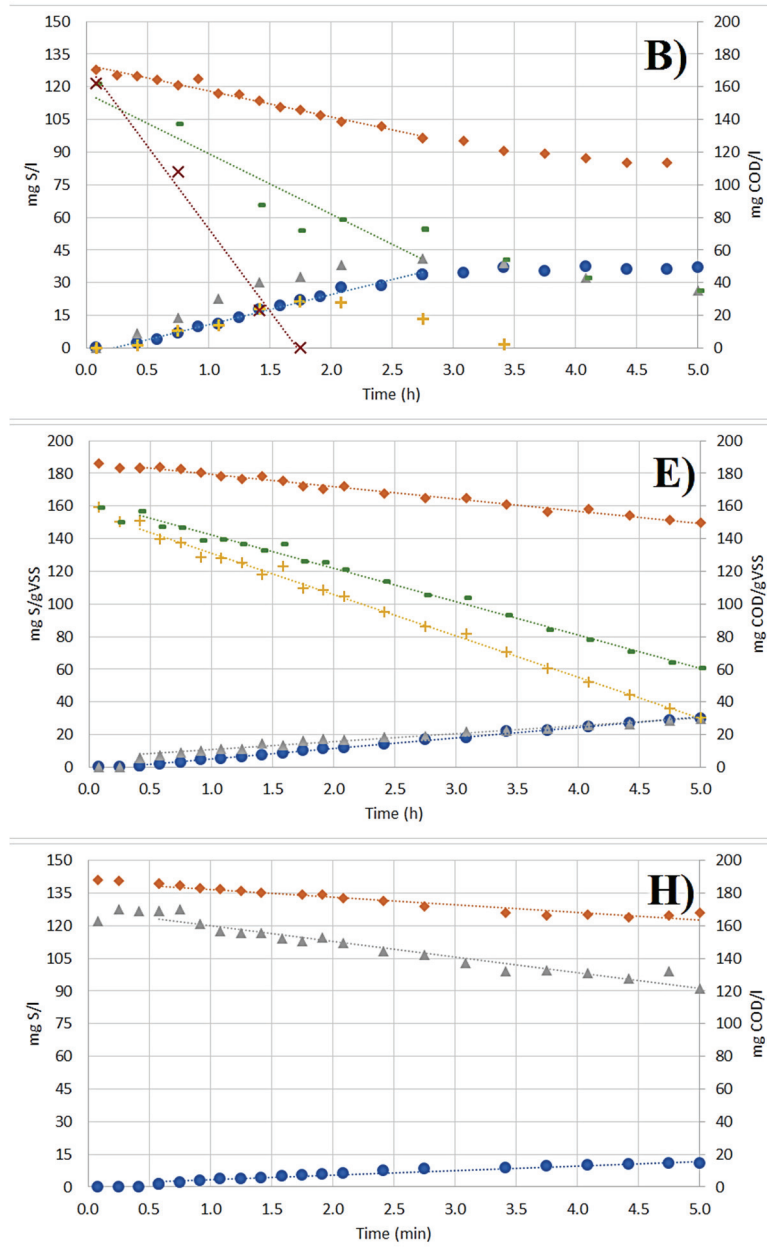 B)
150 200
135 180
120 160
105 140
90 120
75 100
60 80
45 60
30 40
15 20
0 0
mg S/l
mg COD/l
0.0 0.5 1.0 1.5 2.0 2.5 3.0 3.5 4.0 4.5 5.0
Time (h)
E)
200 200
180 180
160 160
140 140
120 120
100 100
80 80
60 60
40 40
20 20
0 0
mg S/gVSS
mg COD/gVSS
0.0 0.5 1.0 1.5 2.0 2.5 3.0 3.5 4.0 4.5 5.0
Time (h)
H)
150 200
135 180
120 160
105 140
90 120
75 100
60 80
45 60
30 40
15 20
0 0
mg S/l
mg COD/l
0.0 0.5 1.0 1.5 2.0 2.5 3.0 3.5 4.0 4.5 5.0
Time (min)